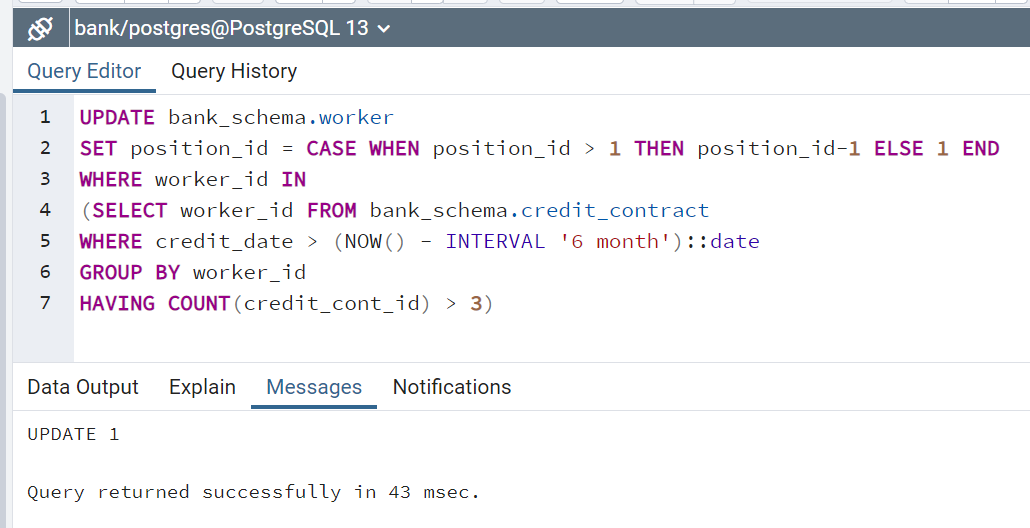 bank/postgres@PostgreSQL 13
Query Editor Query History
1 UPDATE bank_schema.worker
2 SET position_id = CASE WHEN position_id > 1 THEN position_id-1 ELSE 1 END
3 WHERE worker_id IN
4 (SELECT worker_id FROM bank_schema.credit_contract
5 WHERE credit_date > (NOW() - INTERVAL '6 month')::date
6 GROUP BY worker_id
7 HAVING COUNT(credit_cont_id) > 3)
Data Output Explain Messages Notifications
UPDATE 1
Query returned successfully in 43 msec.